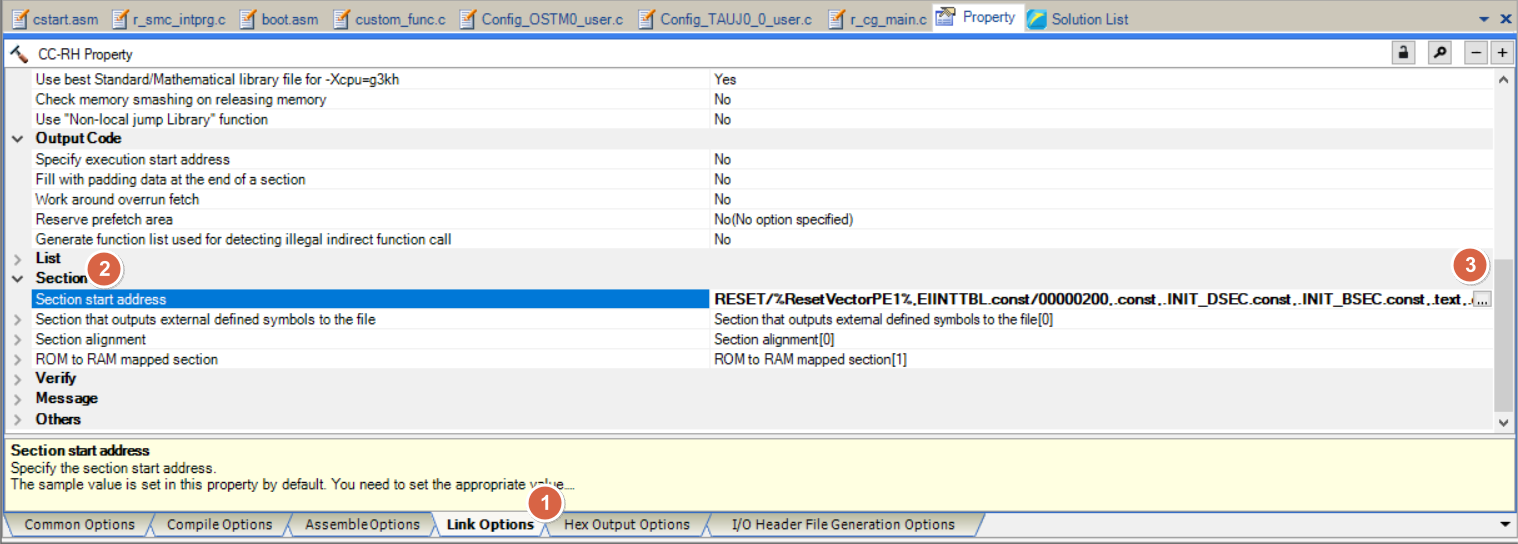 cstart.asm r_smc_intprg.c boot.asm custom_func.c Config_OSTM0_user.c Config_TAUJ0_0_user.c r_cg_main.c Property Solution List
CC-RH Property
Use best Standard/Mathematical library file for -Xcpu=g3kh Yes
Check memory smashing on releasing memory No
Use "Non-local jump Library" function No
Output Code
Specify execution start address No
Fill with padding data at the end of a section No
Work around overrun fetch No
Reserve prefetch area No(No option specified)
Generate function list used for detecting illegal indirect function call No
List
2 3
Section
Section start address RESET/%ResetVectorPE1%,EIINTTBL.const/00000200,.const,.INIT_DSEC.const,.INIT_BSEC.const,.text,. ...
Section that outputs external defined symbols to the file Section that outputs external defined symbols to the file[0]
Section alignment Section alignment[0]
ROM to RAM mapped section ROM to RAM mapped section[1]
Verify
Message
Others
Section start address
Specify the section start address.
The sample value is set in this property by default. You need to set the appropriate value....
1
Common Options Compile Options Assemble Options Link Options Hex Output Options I/O Header File Generation Options